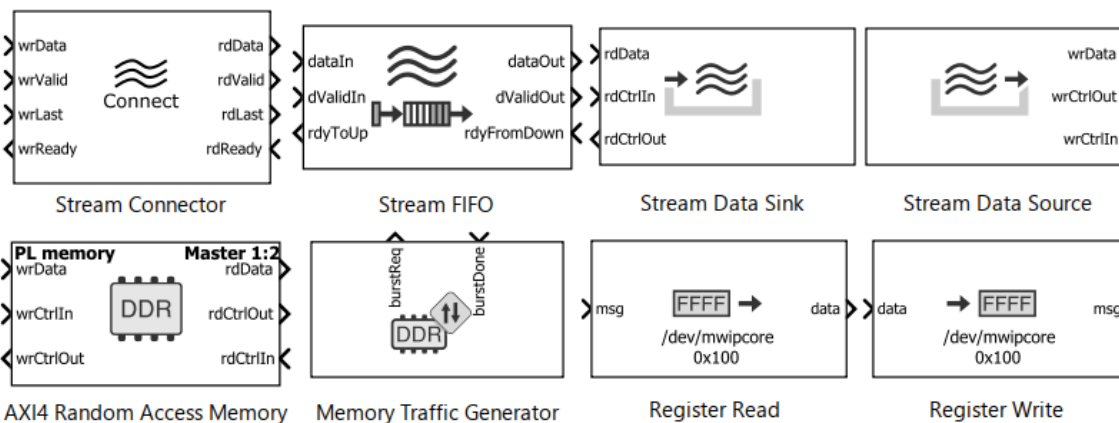 wrData
wrValid
wrLast
wrReady
Connect
rdData
rdValid
rdLast
rdReady
Stream Connector
dataIn
dValidIn
rdyToUp
dataOut
dValidOut
rdyFromDown
Stream FIFO
rdData
rdCtrlIn
rdCtrlOut
Stream Data Sink
wrData
wrCtrlOut
wrCtrlIn
Stream Data Source
PL memory
Master 1:2
wrData
wrCtrlIn
wrCtrlOut
DDR
rdData
rdCtrlOut
rdCtrlIn
AXI4 Random Access Memory
burstReq
burstDone
DDR
Memory Traffic Generator
msg
FFFF
/dev/mwipcore
0x100
data
Register Read
data
FFFF
/dev/mwipcore
0x100
msg
Register Write